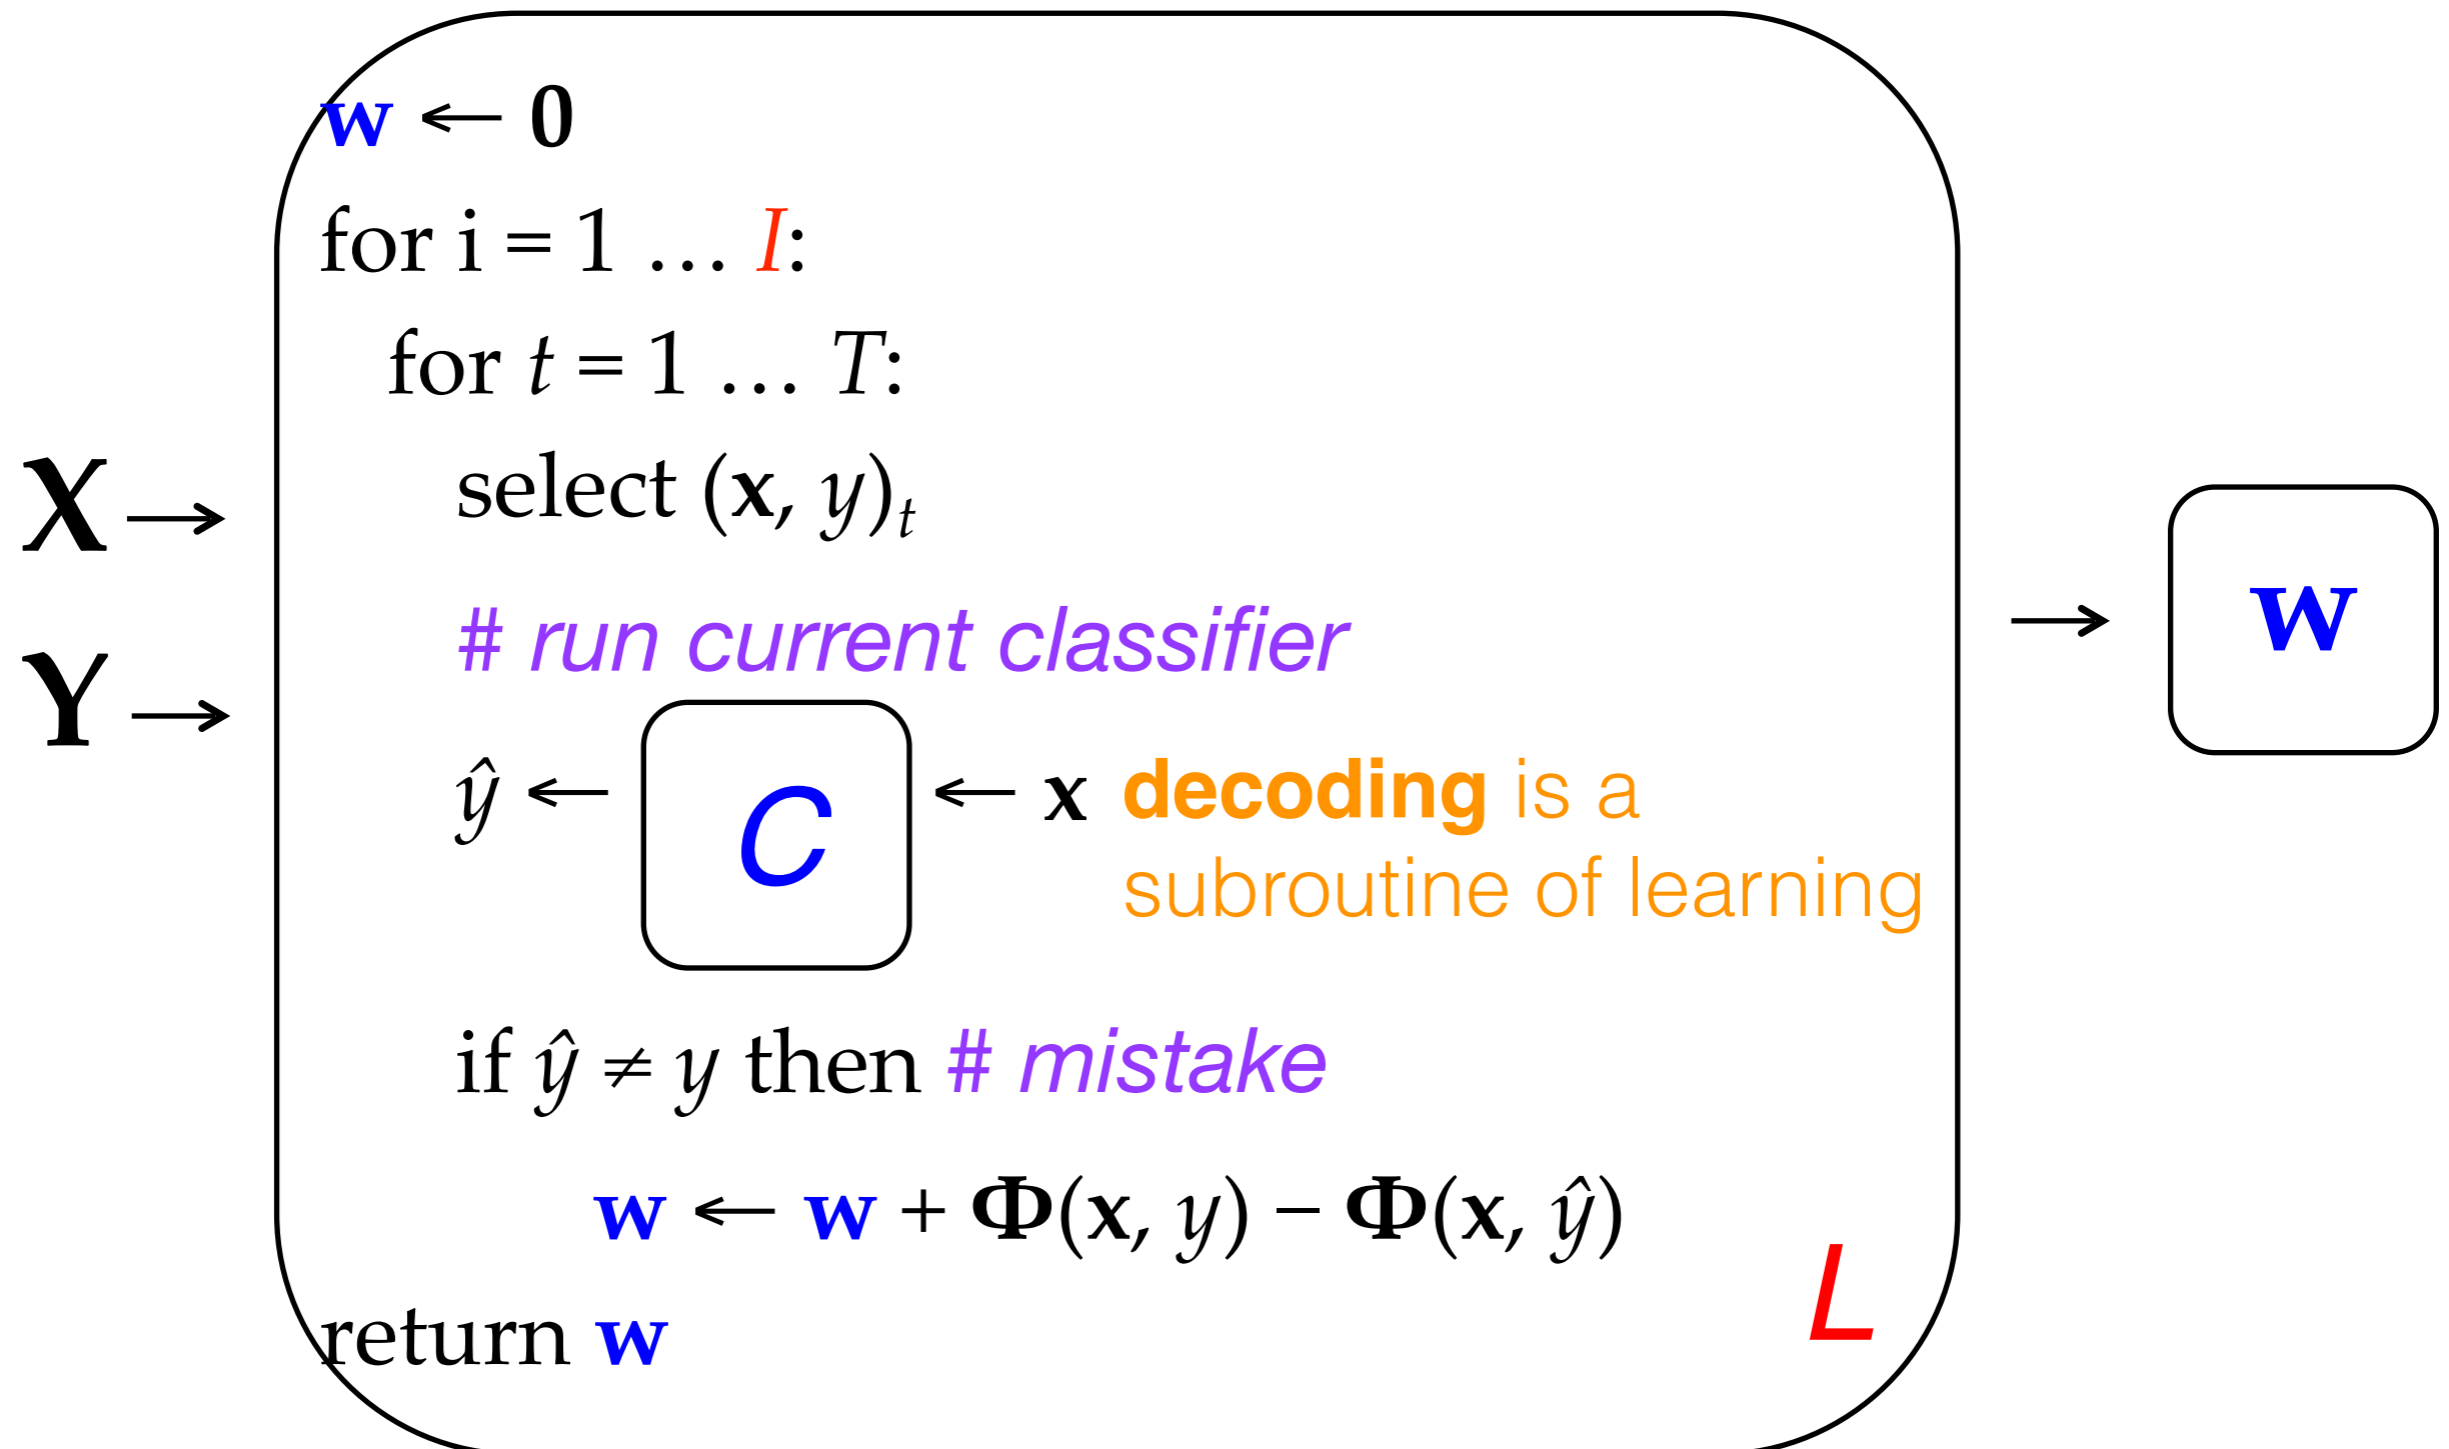 w ← 0
for i = 1 … I:
for t = 1 … T:
select (x, y)t
X →
# run current classifier
→ w
Y →
ŷ ← C ← x decoding is a
subroutine of learning
if ŷ ≠ y then # mistake
w ← w + Φ(x, y) − Φ(x, ŷ)
L
return w